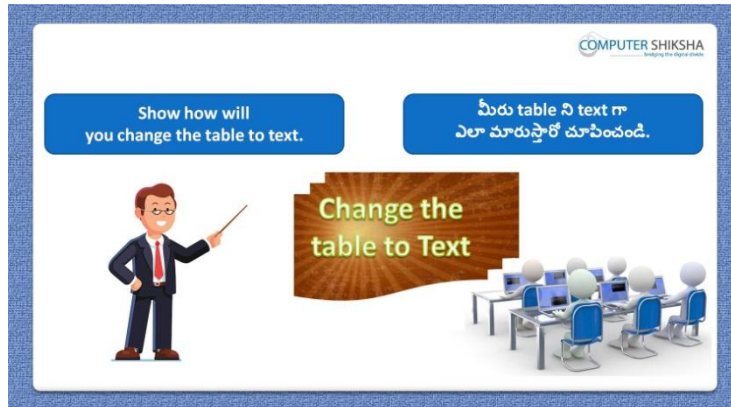 COMPUTER SHIKSHA
bridging the digital divide
Show how will
you change the table to text.
మీరు table ని text గా
ఎలా మారుస్తారో చూపించండి.
Change the
table to Text